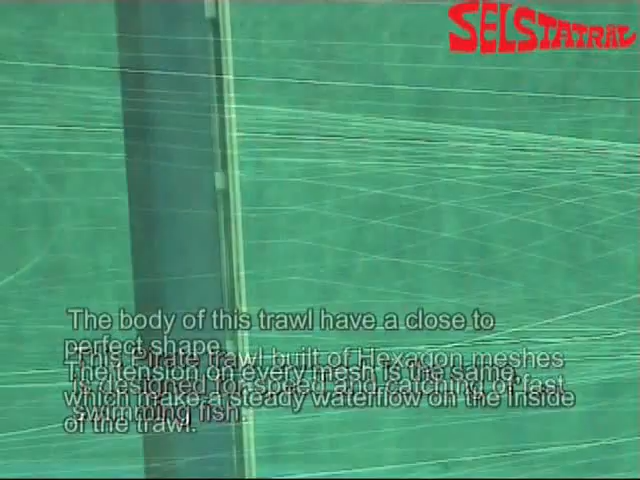 SELSTATRAL
The body of this trawl have a close to
perfect shape.
This Pirate trawl built of Hexagon meshes
The tension on every mesh is the same,
is designed for speed and catching of fast
which make a steady waterflow on the inside
swimming fish.
of the trawl.